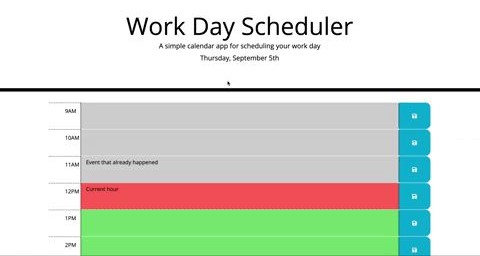 Work Day Scheduler
A simple calendar app for scheduling your work day
Thursday, September 5th
9AM
10AM
11AM Event that already happened
12PM Current hour
1PM
2PM